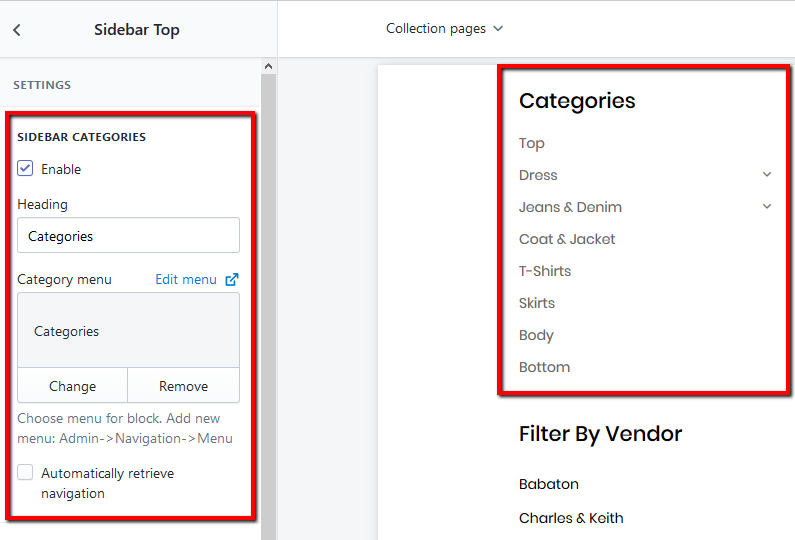 Sidebar Top
Collection pages
SETTINGS
SIDEBAR CATEGORIES
Enable
Heading
Categories
Category menu Edit menu
Categories
Change Remove
Choose menu for block. Add new
menu: Admin->Navigation->Menu
Automatically retrieve
navigation
Categories
Top
Dress
Jeans & Denim
Coat & Jacket
T-Shirts
Skirts
Body
Bottom
Filter By Vendor
Babaton
Charles & Keith